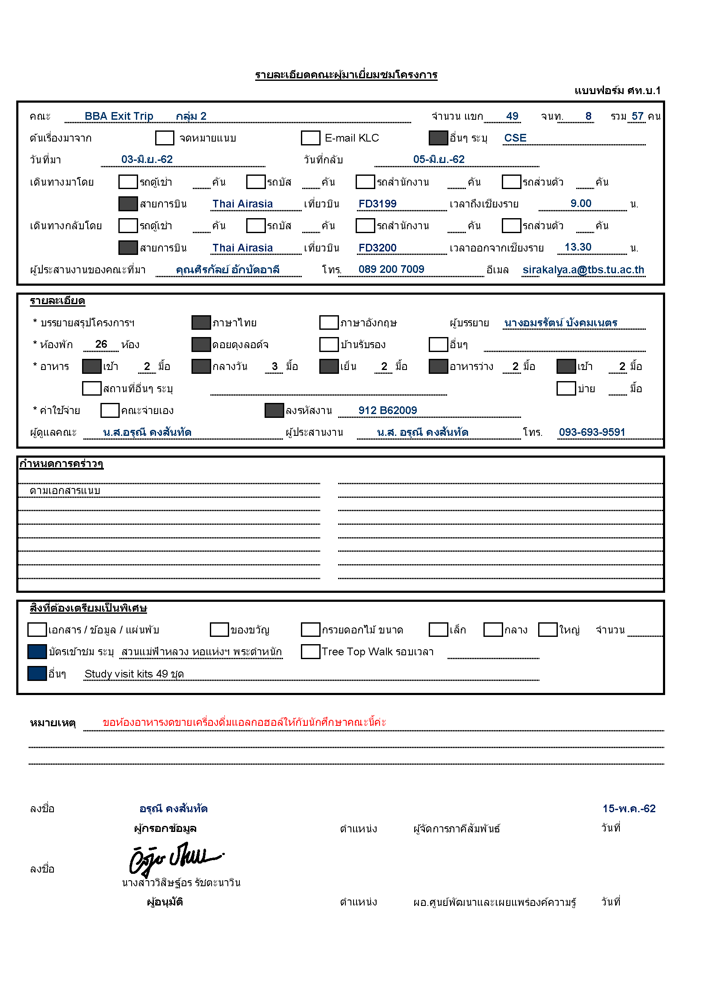 รายละเอียดคณะผู้มาเยี่ยมชมโครงการ
แบบฟอร์ม ศท.บ.1
คณะ BBA Exit Trip กลุ่ม 2 จำนวน แขก 49 จนท. 8 รวม 57 คน
ต้นเรื่องมาจาก จดหมายแนบ E-mail KLC อื่นๆ ระบุ CSE
วันที่มา 03-มิ.ย.-62 วันที่กลับ 05-มิ.ย.-62
เดินทางมาโดย รถตู้เช่า คัน รถบัส คัน รถสำนักงาน คัน รถส่วนตัว คัน
สายการบิน Thai Airasia เที่ยวบิน FD3199 เวลาถึงเชียงราย 9.00 น.
เดินทางกลับโดย รถตู้เช่า คัน รถบัส คัน รถสำนักงาน คัน รถส่วนตัว คัน
สายการบิน Thai Airasia เที่ยวบิน FD3200 เวลาออกจากเชียงราย 13.30 น.
ผู้ประสานงานของคณะที่มา คุณศิรกัลย์ อักบัดอาลี โทร. 089 200 7009 อีเมล sirakalya.a@tbs.tu.ac.th
รายละเอียด
* บรรยายสรุปโครงการฯ ภาษาไทย ภาษาอังกฤษ ผู้บรรยาย นางอมรรัตน์ บังคมเนตร
* ห้องพัก 26 ห้อง ดอยตุงลอด์จ บ้านรับรอง อื่นๆ
* อาหาร เช้า 2 มื้อ กลางวัน 3 มื้อ เย็น 2 มื้อ อาหารว่าง 2 มื้อ เช้า 2 มื้อ
สถานที่อื่นๆ ระบุ บ่าย มื้อ
* ค่าใช้จ่าย คณะจ่ายเอง ลงรหัสงาน 912 B62009
ผู้ดูแลคณะ น.ส.อรุณี คงสันทัด ผู้ประสานงาน น.ส. อรุณี คงสันทัด โทร. 093-693-9591
กำหนดการคร่าวๆ
ตามเอกสารแนบ
สิ่งที่ต้องเตรียมเป็นพิเศษ
เอกสาร / ข้อมูล / แผ่นพับ ของขวัญ กรวยดอกไม้ ขนาด เล็ก กลาง ใหญ่ จำนวน
บัตรเข้าชม ระบุ สวนแม่ฟ้าหลวง หอแห่งฯ พระตำหนัก Tree Top Walk รอบเวลา
อื่นๆ Study visit kits 49 ชุด
หมายเหตุ ขอห้องอาหารงดขายเครื่องดื่มแอลกอฮอล์ให้กับนักศึกษาคณะนี้ค่ะ
ลงชื่อ อรุณี คงสันทัด 15-พ.ค.-62
ผู้กรอกข้อมูล ตำแหน่ง ผู้จัดการภาคีสัมพันธ์ วันที่
ลงชื่อ
นางสาววิสิษฐ์อร รัชตะนาวิน
ผู้อนุมัติ ตำแหน่ง ผอ.ศูนย์พัฒนาและเผยแพร่องค์ความรู้ วันที่